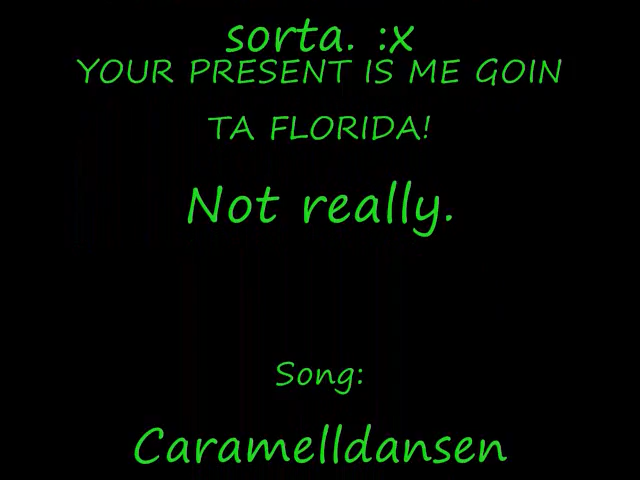 sorta. :x
YOUR PRESENT IS ME GOIN
TA FLORIDA!
Not really.
Song:
Caramelldansen